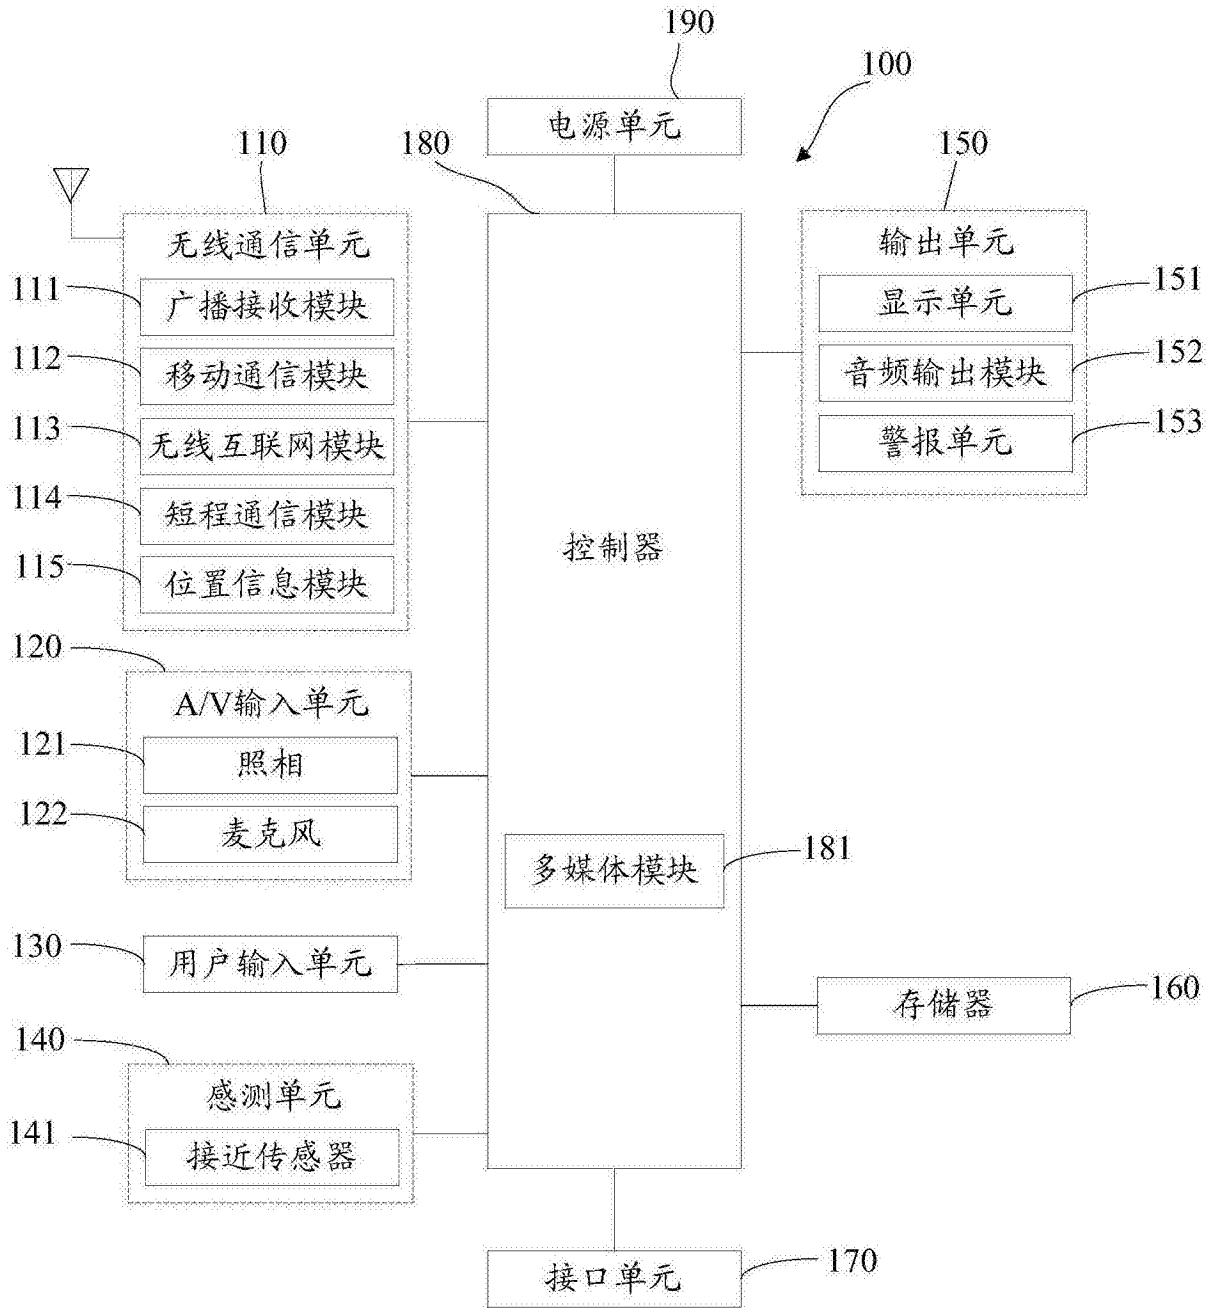 190
100
电源单元
110
180
150
无线通信单元
输出单元
111
广播接收模块
151
显示单元
112
移动通信模块
152
音频输出模块
113
无线互联网模块
153
警报单元
114
短程通信模块
控制器
115
位置信息模块
120
A/V输入单元
121
照相
122
麦克风
181
多媒体模块
130
用户输入单元
160
存储器
140
感测单元
141
接近传感器
170
接口单元